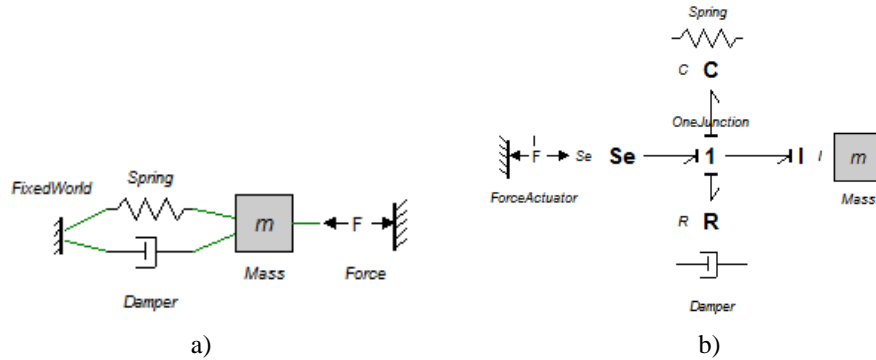 FixedWorld
Spring
m
F
Damper
Mass
Force
a)
Spring
C
C
OneJunction
I
F
Se
Se
1
I
I
m
ForceActuator
Mass
R
R
Damper
b)